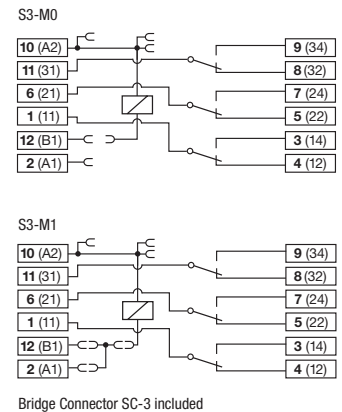 S3-M0
10 (A2) 9 (34)
11 (31) 8 (32)
6 (21) 7 (24)
1 (11) 5 (22)
12 (B1) 3 (14)
2 (A1) 4 (12)
S3-M1
10 (A2) 9 (34)
11 (31) 8 (32)
6 (21) 7 (24)
1 (11) 5 (22)
12 (B1) 3 (14)
2 (A1) 4 (12)
Bridge Connector SC-3 included